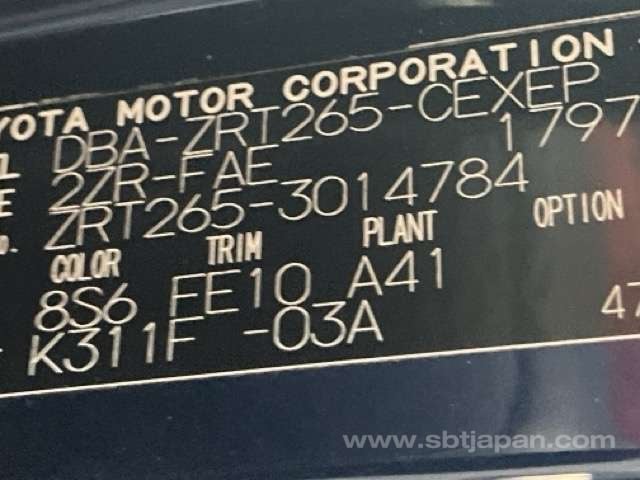 YOTA MOTOR CORPORATION
DBA-ZRT265-CEXEP
2ZR-FAE 1797
ZRT265-3014784
COLOR TRIM PLANT OPTION
8S6 FE10 A41
K311F -03A 47
www.sbtjapan.com